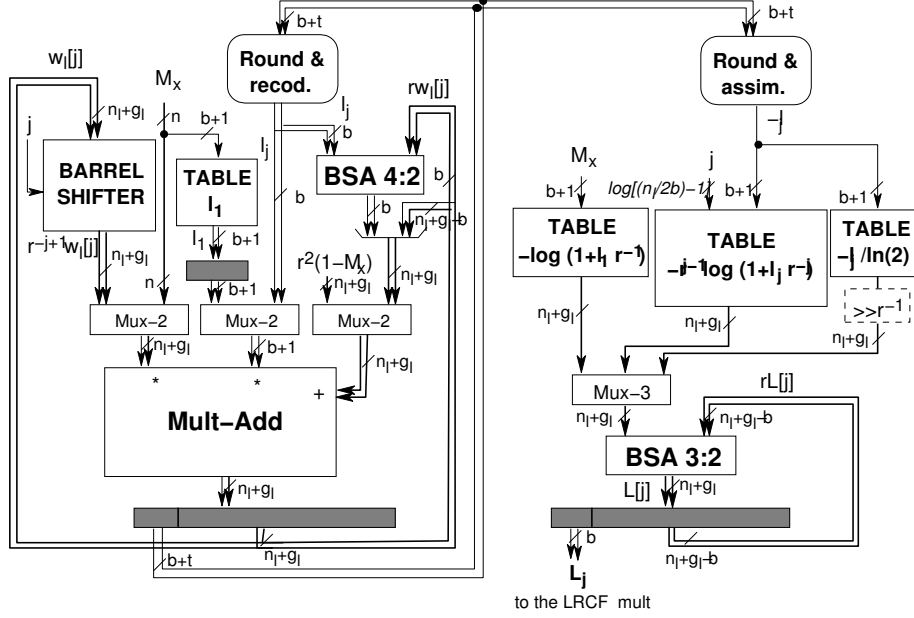 b+t
b+t
Round &
recod.
Round &
assim.
w_l[j]
M_x
n_l+g_l
n
b+1
j
BARREL
SHIFTER
TABLE
l_1
l_j
l_j
b
rw_l[j]
BSA 4:2
b
b
b
n_l+g_l−b
r^−j+1 w_l[j]
n_l+g_l
n
l_1
b+1
b+1
r^2(1−M_x)
n_l+g_l
n_l+g_l
Mux−2
Mux−2
Mux−2
n_l+g_l
b+1
n_l+g_l
*
*
+
Mult−Add
n_l+g_l
b+t
n_l+g_l
−l_j
M_x
j
b+1
log[(n_l/2b)−1]
b+1
b+1
TABLE
−log (1+l_1 r^−1)
TABLE
−r^j−1 log (1+l_j r^−j)
TABLE
−l_j /ln(2)
>>r^−1
n_l+g_l
n_l+g_l
n_l+g_l
Mux−3
rL[j]
n_l+g_l
n_l+g_l−b
BSA 3:2
L[j]
n_l+g_l
b
n_l+g_l−b
L_j
to the LRCF mult